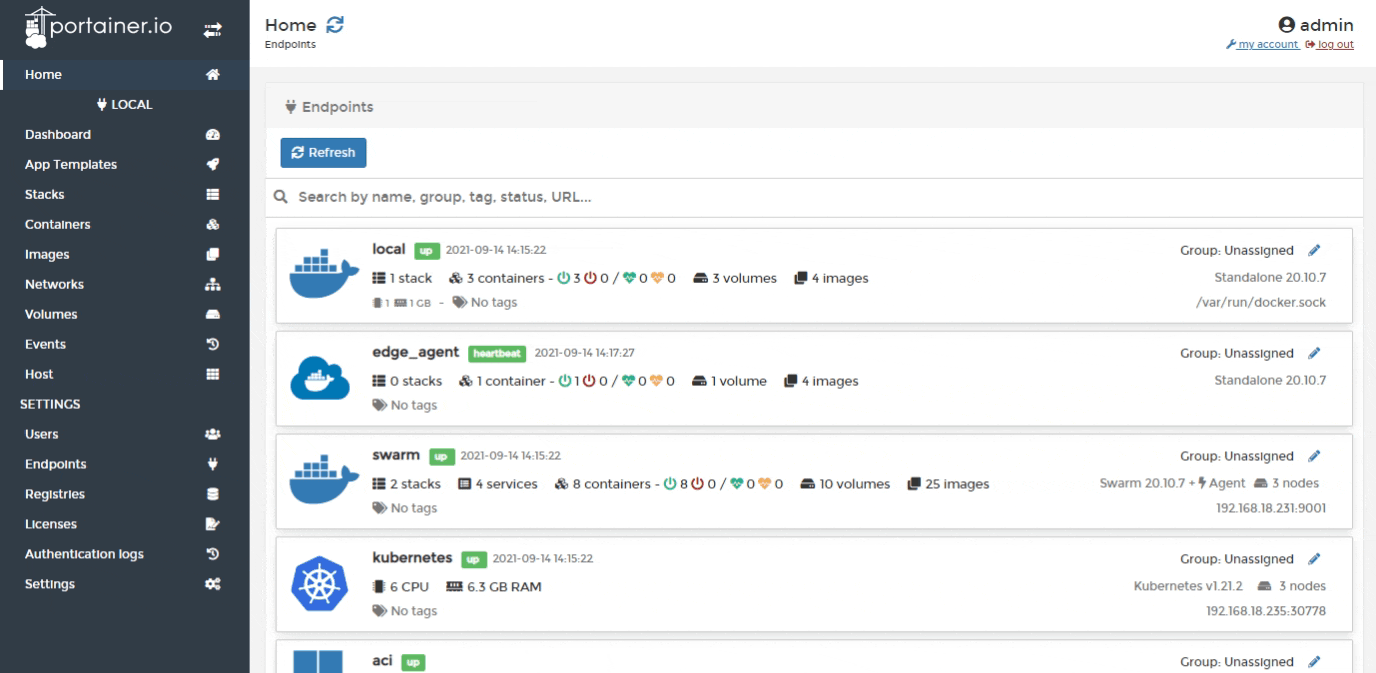 portainer.io
Home
LOCAL
Dashboard
App Templates
Stacks
Containers
Images
Networks
Volumes
Events
Host
SETTINGS
Users
Endpoints
Registries
Licenses
Authentication logs
Settings
Home
Endpoints
admin
my account log out
Endpoints
Refresh
Search by name, group, tag, status, URL...
local up 2021-09-14 14:15:22 Group: Unassigned
1 stack 3 containers - 3 0 / 0 0 3 volumes 4 images Standalone 20.10.7
1 1 GB - No tags /var/run/docker.sock
edge_agent heartbeat 2021-09-14 14:17:27 Group: Unassigned
0 stacks 1 container - 1 0 / 0 0 1 volume 4 images Standalone 20.10.7
No tags
swarm up 2021-09-14 14:15:22 Group: Unassigned
2 stacks 4 services 8 containers - 8 0 / 0 0 10 volumes 25 images Swarm 20.10.7 + Agent 3 nodes
No tags 192.168.18.231:9001
kubernetes up 2021-09-14 14:15:22 Group: Unassigned
6 CPU 6.3 GB RAM Kubernetes v1.21.2 3 nodes
No tags 192.168.18.235:30778
aci up Group: Unassigned